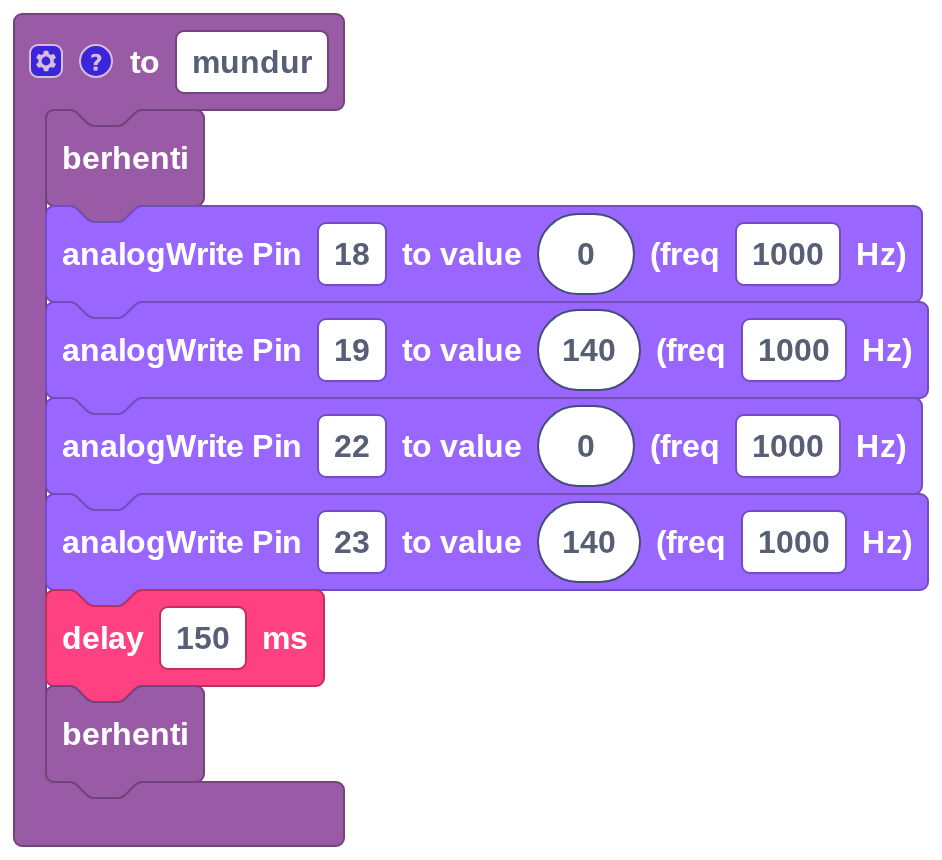 ? to mundur
berhenti
analogWrite Pin 18 to value 0 (freq 1000 Hz)
analogWrite Pin 19 to value 140 (freq 1000 Hz)
analogWrite Pin 22 to value 0 (freq 1000 Hz)
analogWrite Pin 23 to value 140 (freq 1000 Hz)
delay 150 ms
berhenti